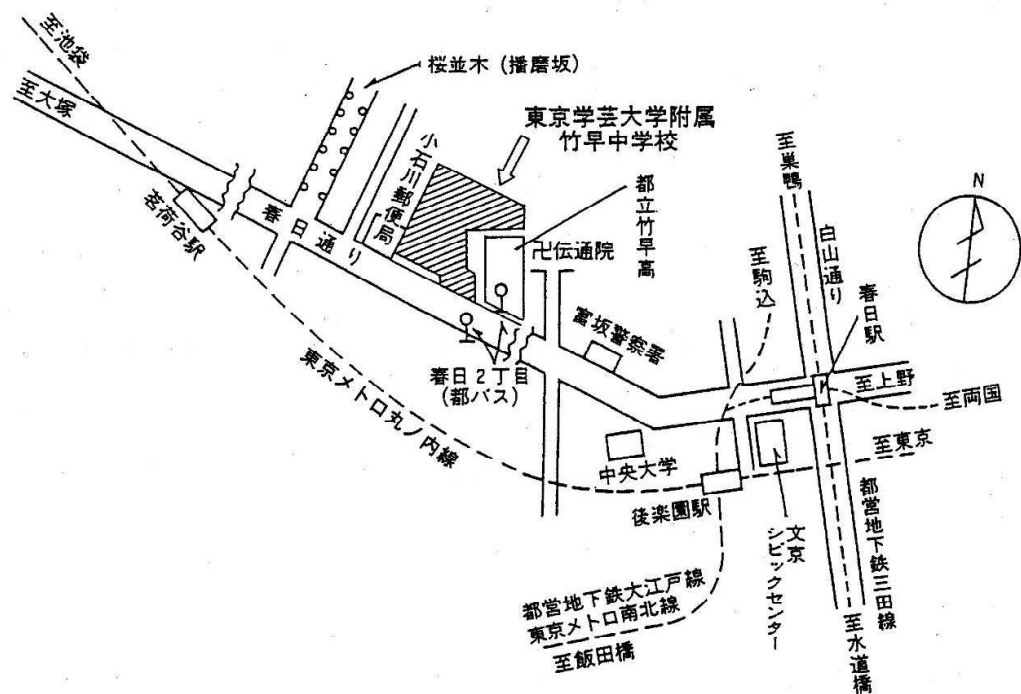 至池袋
至大塚
桜並木（播磨坂）
東京学芸大学附属
竹早中学校
小石川郵便局
都立竹早高
至巣鴨
N
茗荷谷駅
春日通り
卍伝通院
至駒込
白山通り
春日駅
富坂警察署
春日２丁目
（都バス）
至上野
至両国
東京メトロ丸ノ内線
中央大学
至東京
後楽園駅
文京
シビックセンター
都営地下鉄三田線
都営地下鉄大江戸線
東京メトロ南北線
至飯田橋
至水道橋